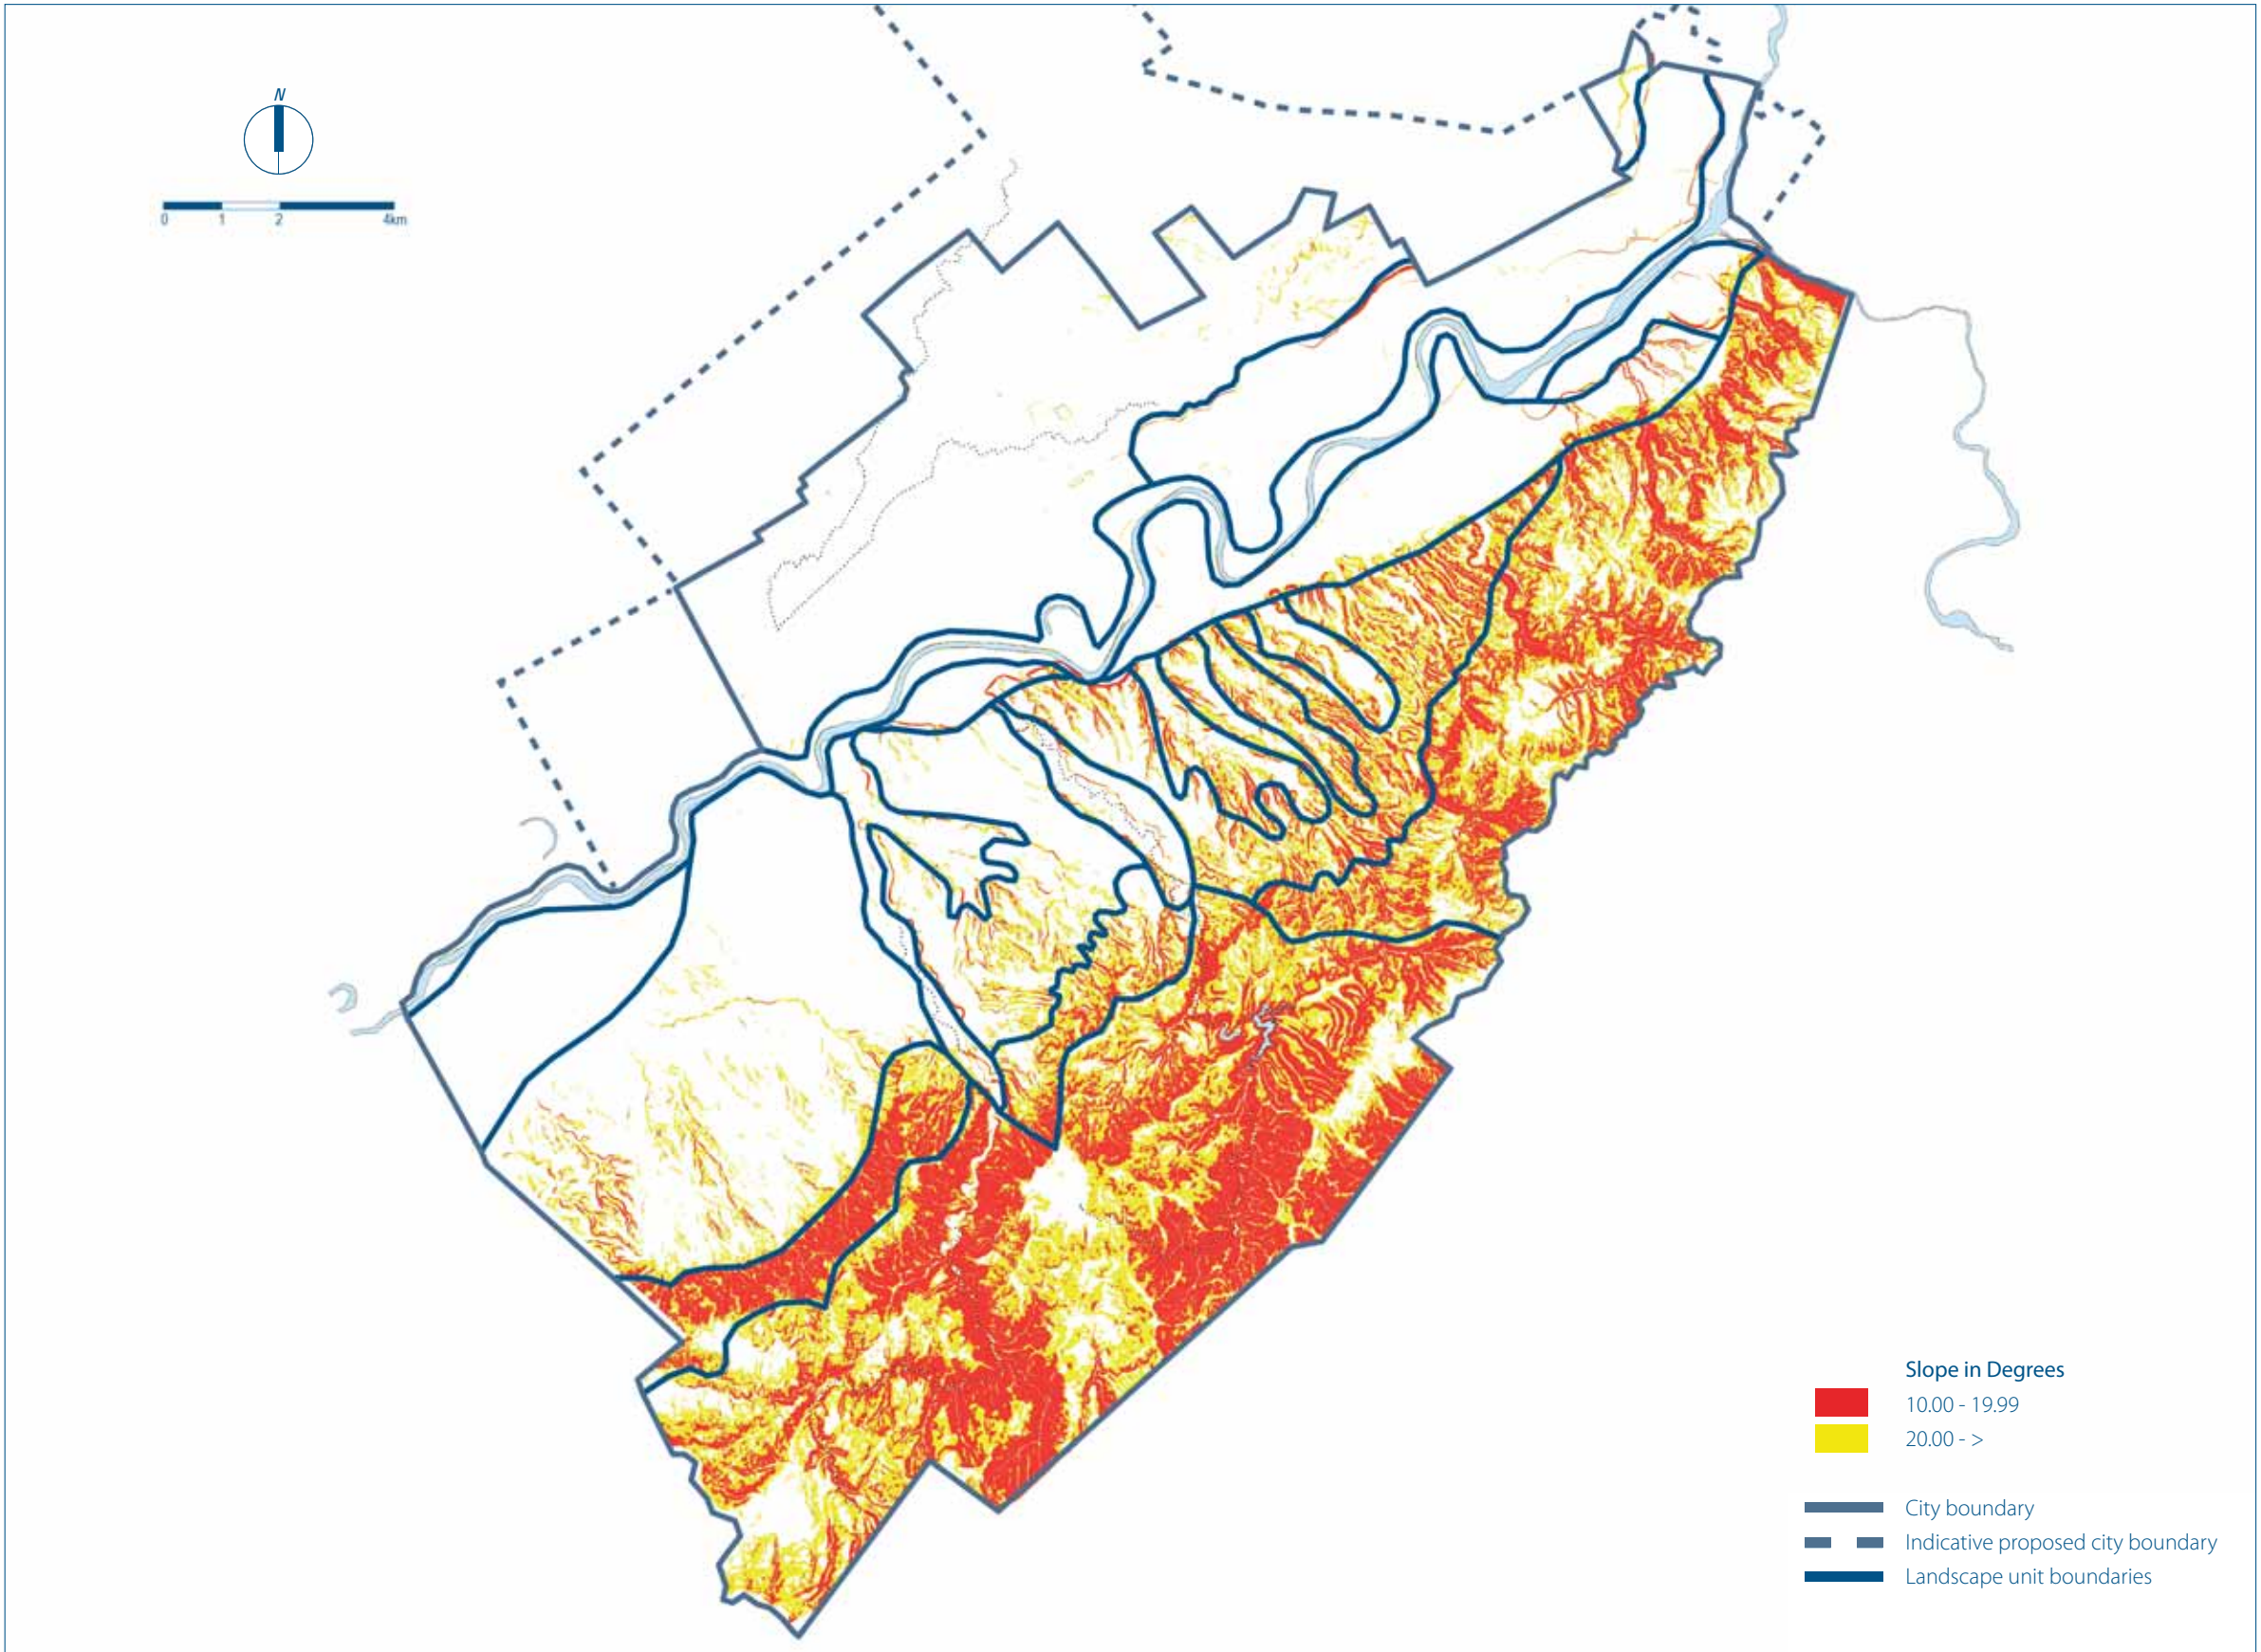 N
0 1 2 4km
Slope in Degrees
10.00 - 19.99
20.00 - >
City boundary
Indicative proposed city boundary
Landscape unit boundaries